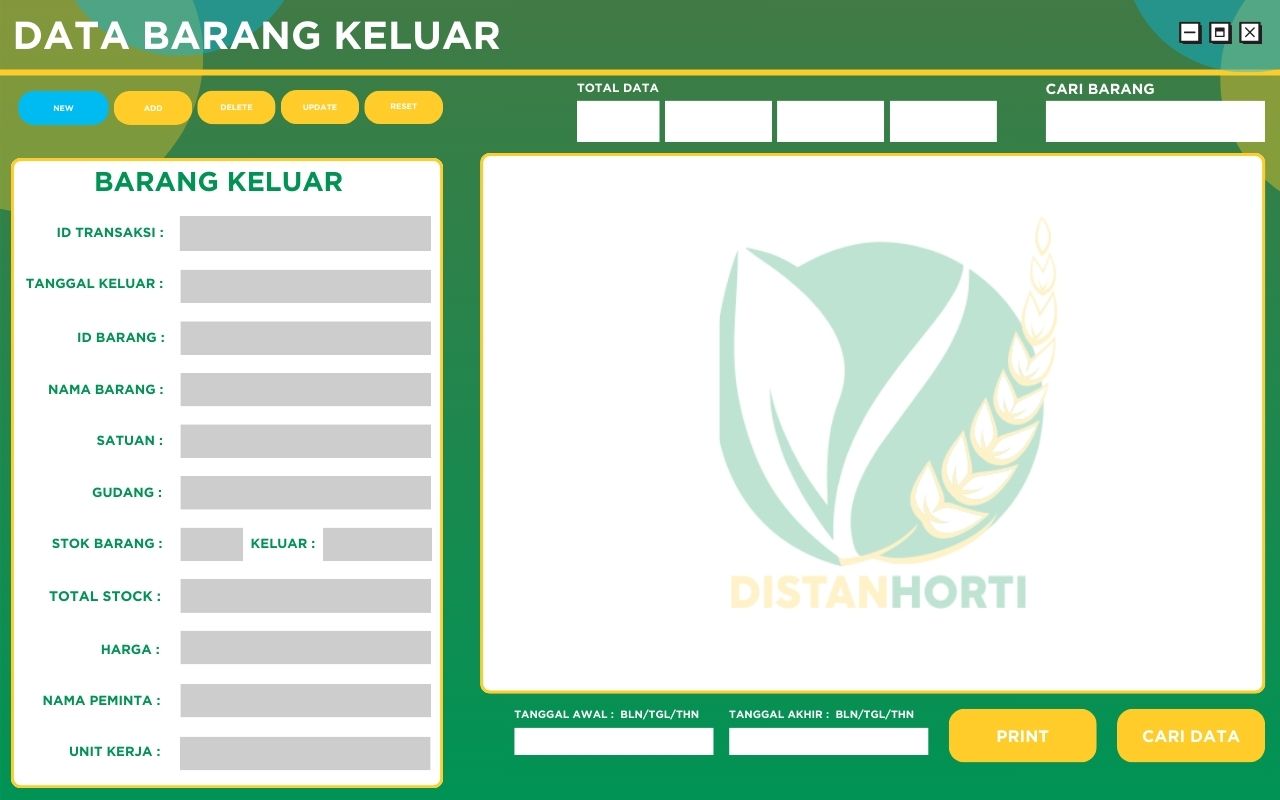 DATA BARANG KELUAR
NEW
ADD
DELETE
UPDATE
RESET
TOTAL DATA
CARI BARANG
BARANG KELUAR
ID TRANSAKSI :
TANGGAL KELUAR :
ID BARANG :
NAMA BARANG :
SATUAN :
GUDANG :
STOK BARANG :
KELUAR :
TOTAL STOCK :
HARGA :
NAMA PEMINTA :
UNIT KERJA :
DISTANHORTI
TANGGAL AWAL : BLN/TGL/THN
TANGGAL AKHIR : BLN/TGL/THN
PRINT
CARI DATA